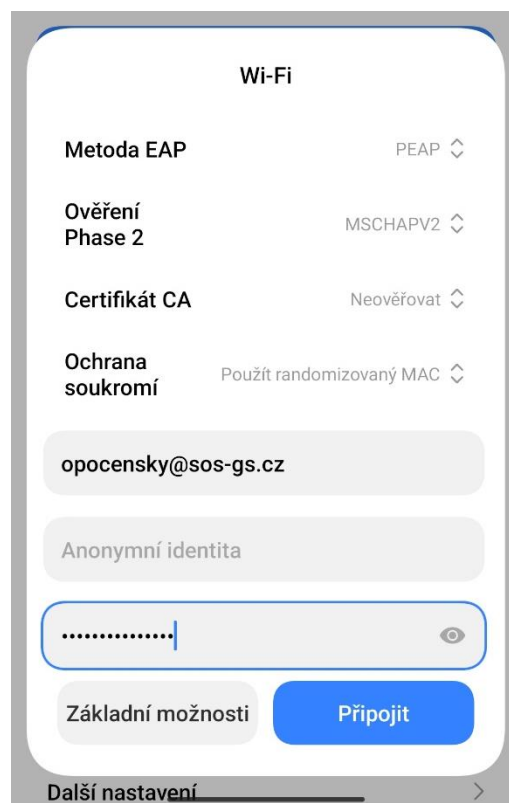 Wi-Fi
Metoda EAP
PEAP
Ověření
Phase 2
MSCHAPV2
Certifikát CA
Neověřovat
Ochrana
soukromí
Použít randomizovaný MAC
opocensky@sos-gs.cz
Anonymní identita
•••••••••••••••
Základní možnosti
Připojit
Další nastavení